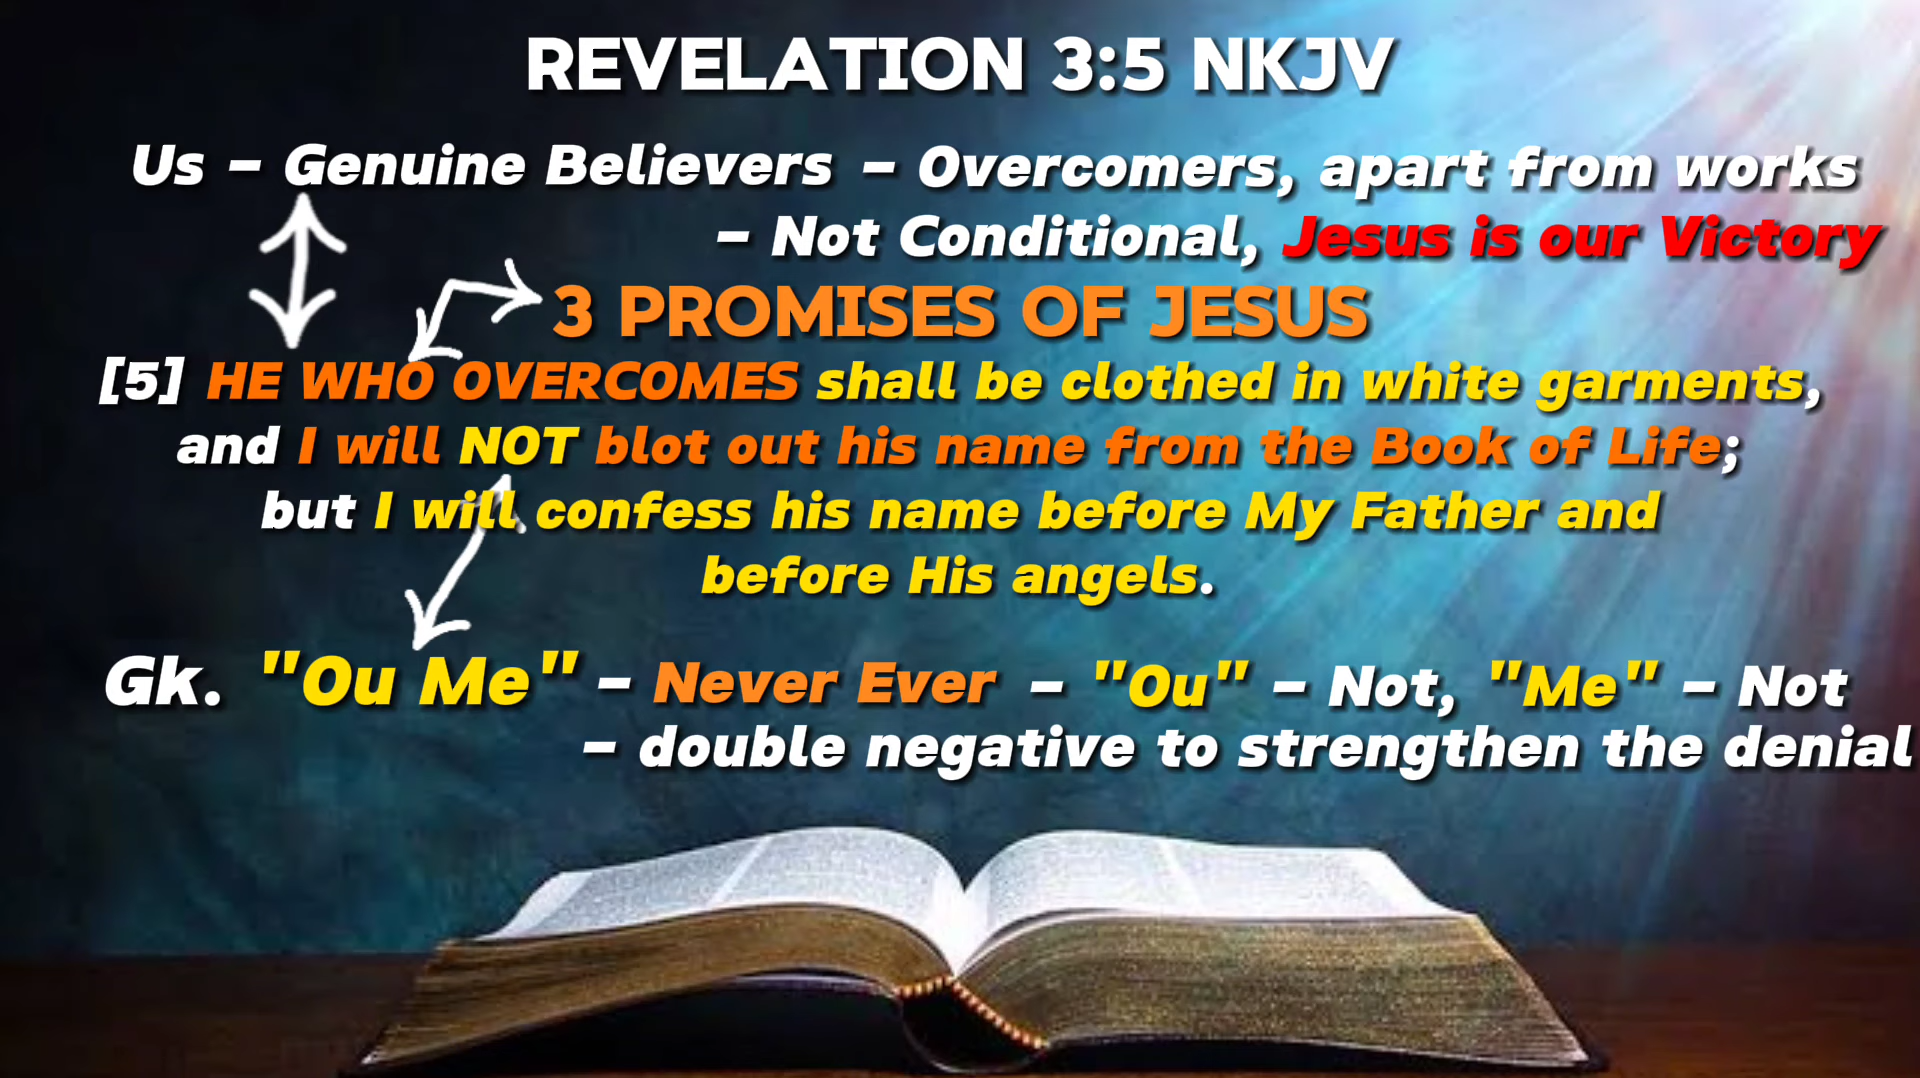 REVELATION 3:5 NKJV
Us – Genuine Believers – Overcomers, apart from works
– Not Conditional, Jesus is our Victory
3 PROMISES OF JESUS
[5] HE WHO OVERCOMES shall be clothed in white garments,
and I will NOT blot out his name from the Book of Life;
but I will confess his name before My Father and
before His angels.
Gk. "Ou Me" – Never Ever – "Ou" – Not, "Me" – Not
– double negative to strengthen the denial